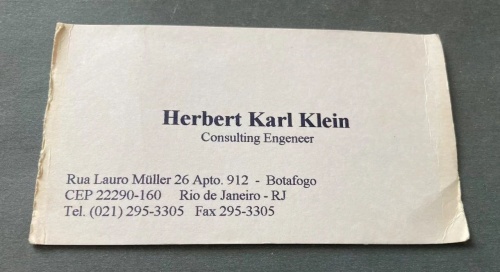 Herbert Karl Klein
Consulting Engeneer
Rua Lauro Müller 26 Apto. 912 - Botafogo
CEP 22290-160 Rio de Janeiro - RJ
Tel. (021) 295-3305 Fax 295-3305